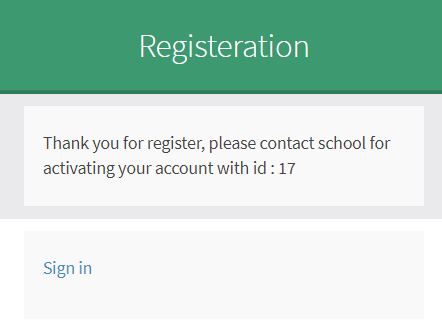 Registeration
Thank you for register, please contact school for
activating your account with id : 17
Sign in